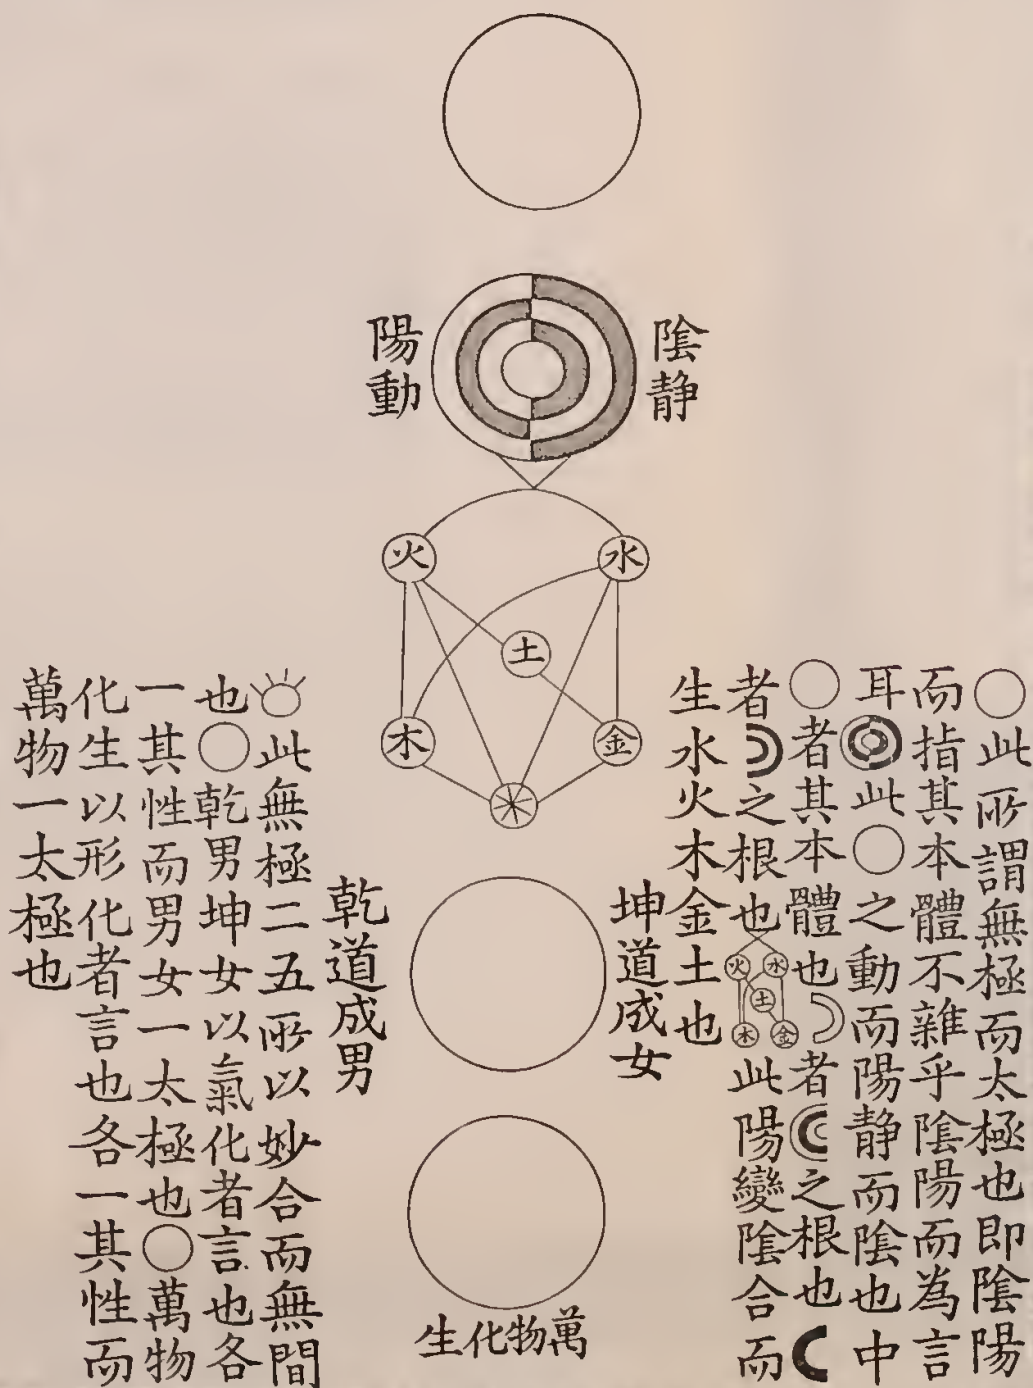 陰静
陽動
水
火
土
金
木
坤道成女
乾道成男
萬物化生
○此所謂無極而太極也即陰陽
而指其本體不雜乎陰陽而為言
耳◎此○之動而陽静而陰也中
○者其本體也☽者☾之根也☾
者☽之根也水火土金木此陽變陰合而
生水火木金土也
此無極二五所以妙合而無間
也○乾男坤女以氣化者言也各
一其性而男女一太極也○萬物
化生以形化者言也各一其性而
萬物一太極也